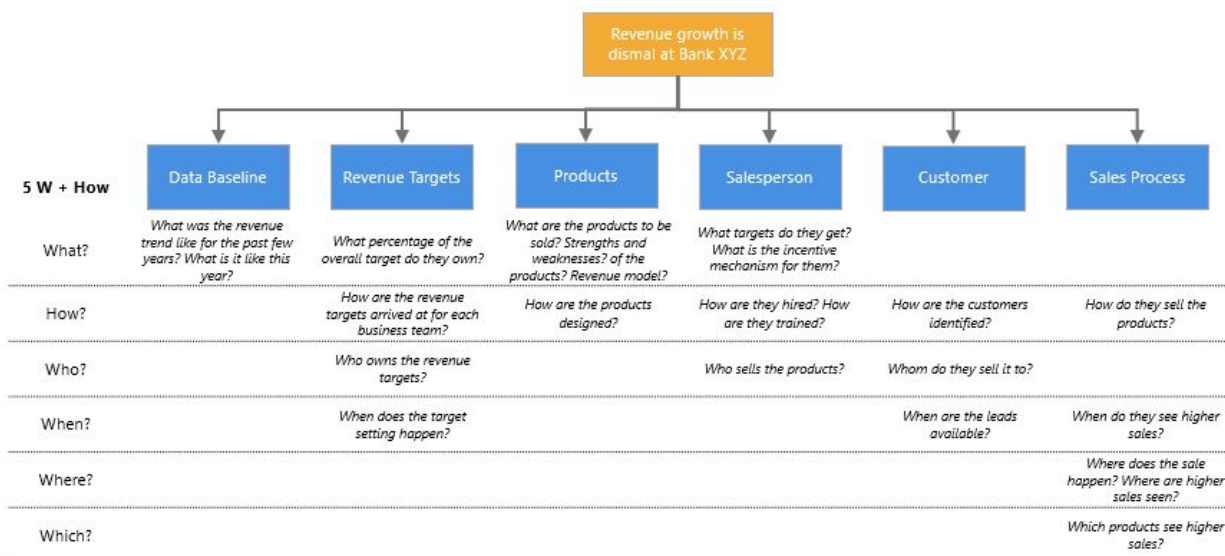 Revenue growth is
dismal at Bank XYZ
5 W + How
Data Baseline
Revenue Targets
Products
Salesperson
Customer
Sales Process
What?
What was the revenue
trend like for the past few
years? What is it like this
year?
What percentage of the
overall target do they own?
What are the products to be
sold? Strengths and
weaknesses? of the
products? Revenue model?
What targets do they get?
What is the incentive
mechanism for them?
How?
How are the revenue
targets arrived at for each
business team?
How are the products
designed?
How are they hired? How
are they trained?
How are the customers
identified?
How do they sell the
products?
Who?
Who owns the revenue
targets?
Who sells the products?
Whom do they sell it to?
When?
When does the target
setting happen?
When are the leads
available?
When do they see higher
sales?
Where?
Where does the sale
happen? Where are higher
sales seen?
Which?
Which products see higher
sales?